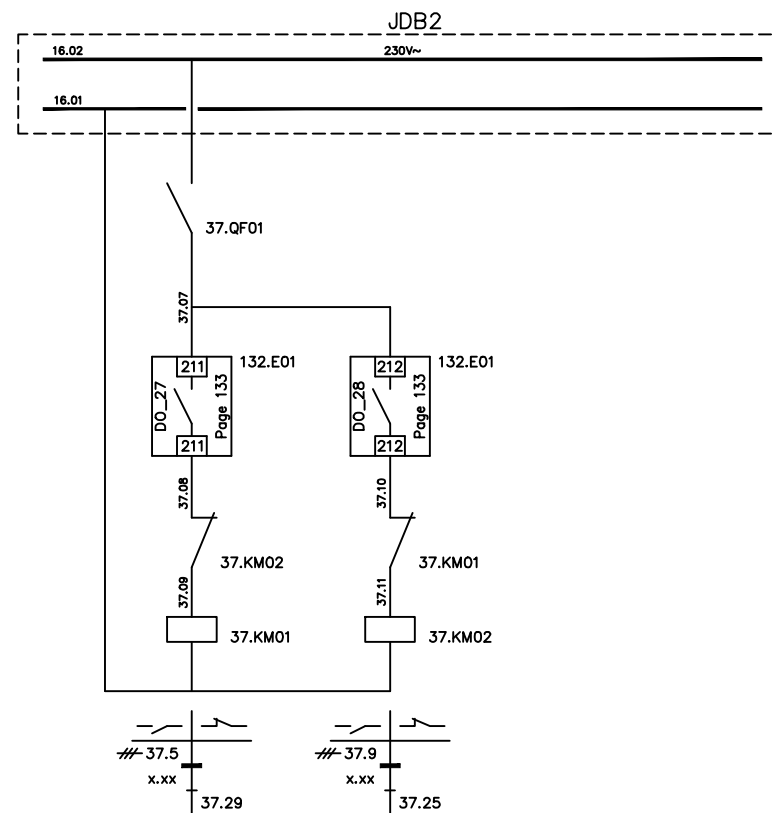 JDB2
16.02 230V~
16.01
37.QF01
37.07
211 132.E01 212 132.E01
DO_27 Page 133 DO_28 Page 133
211 212
37.08 37.10
37.KM02 37.KM01
37.09 37.11
37.KM01 37.KM02
37.5 37.9
x.xx x.xx
37.29 37.25